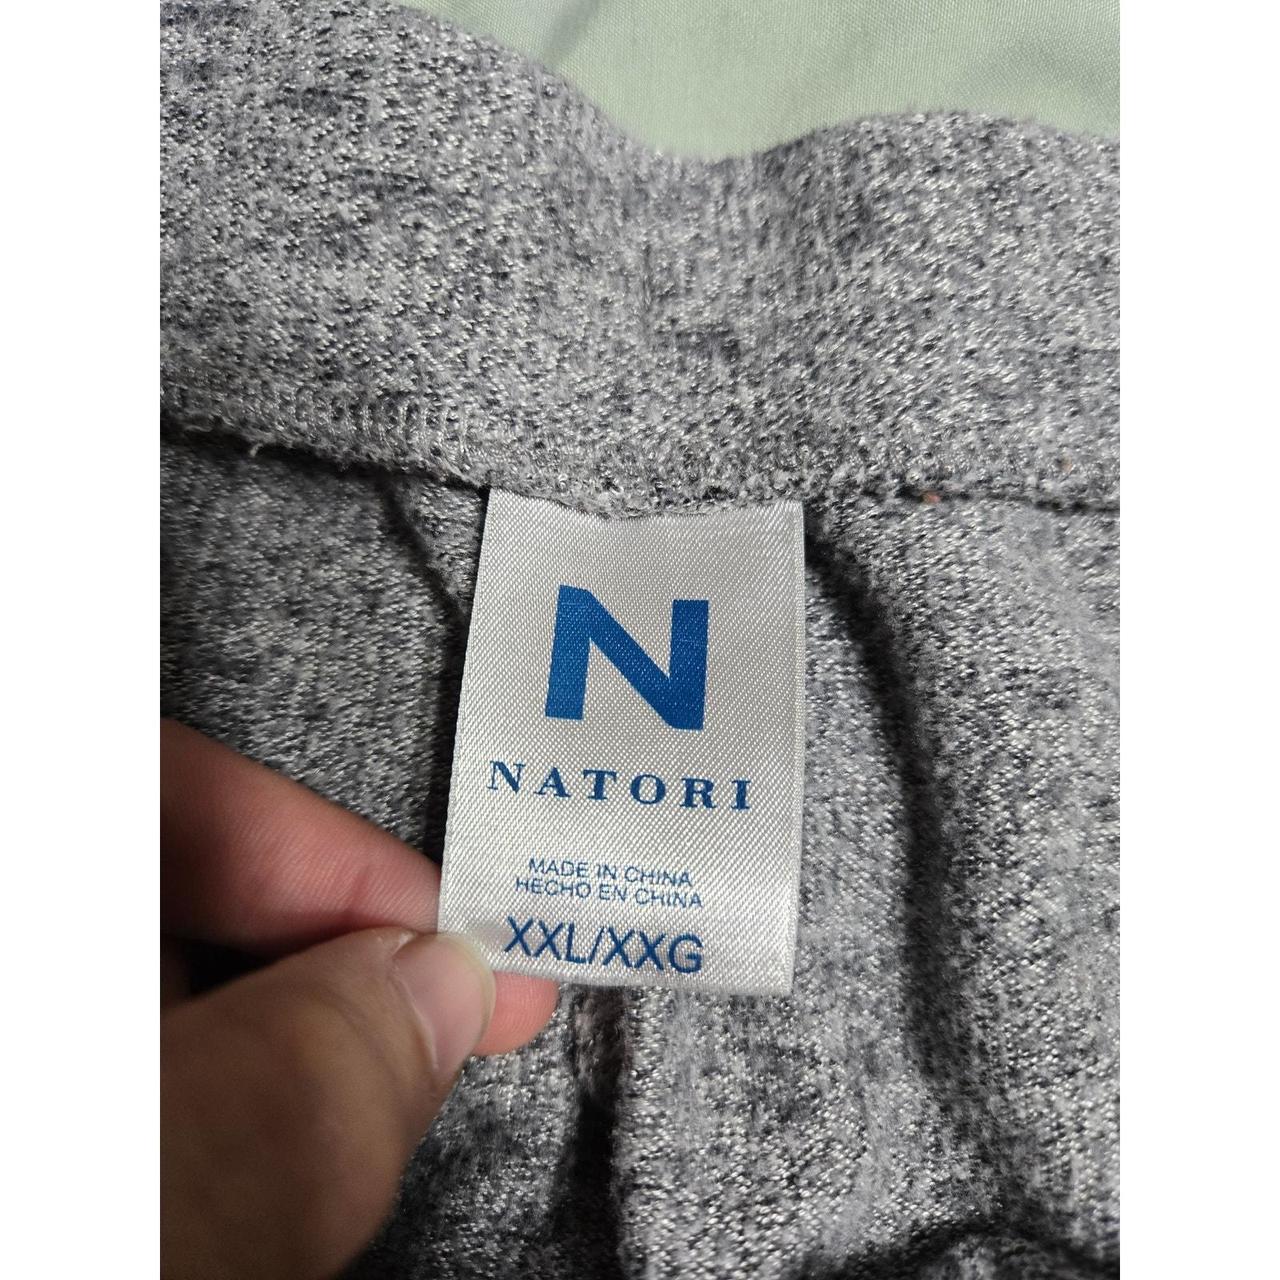 N
NATORI
MADE IN CHINA
HECHO EN CHINA
XXL/XXG